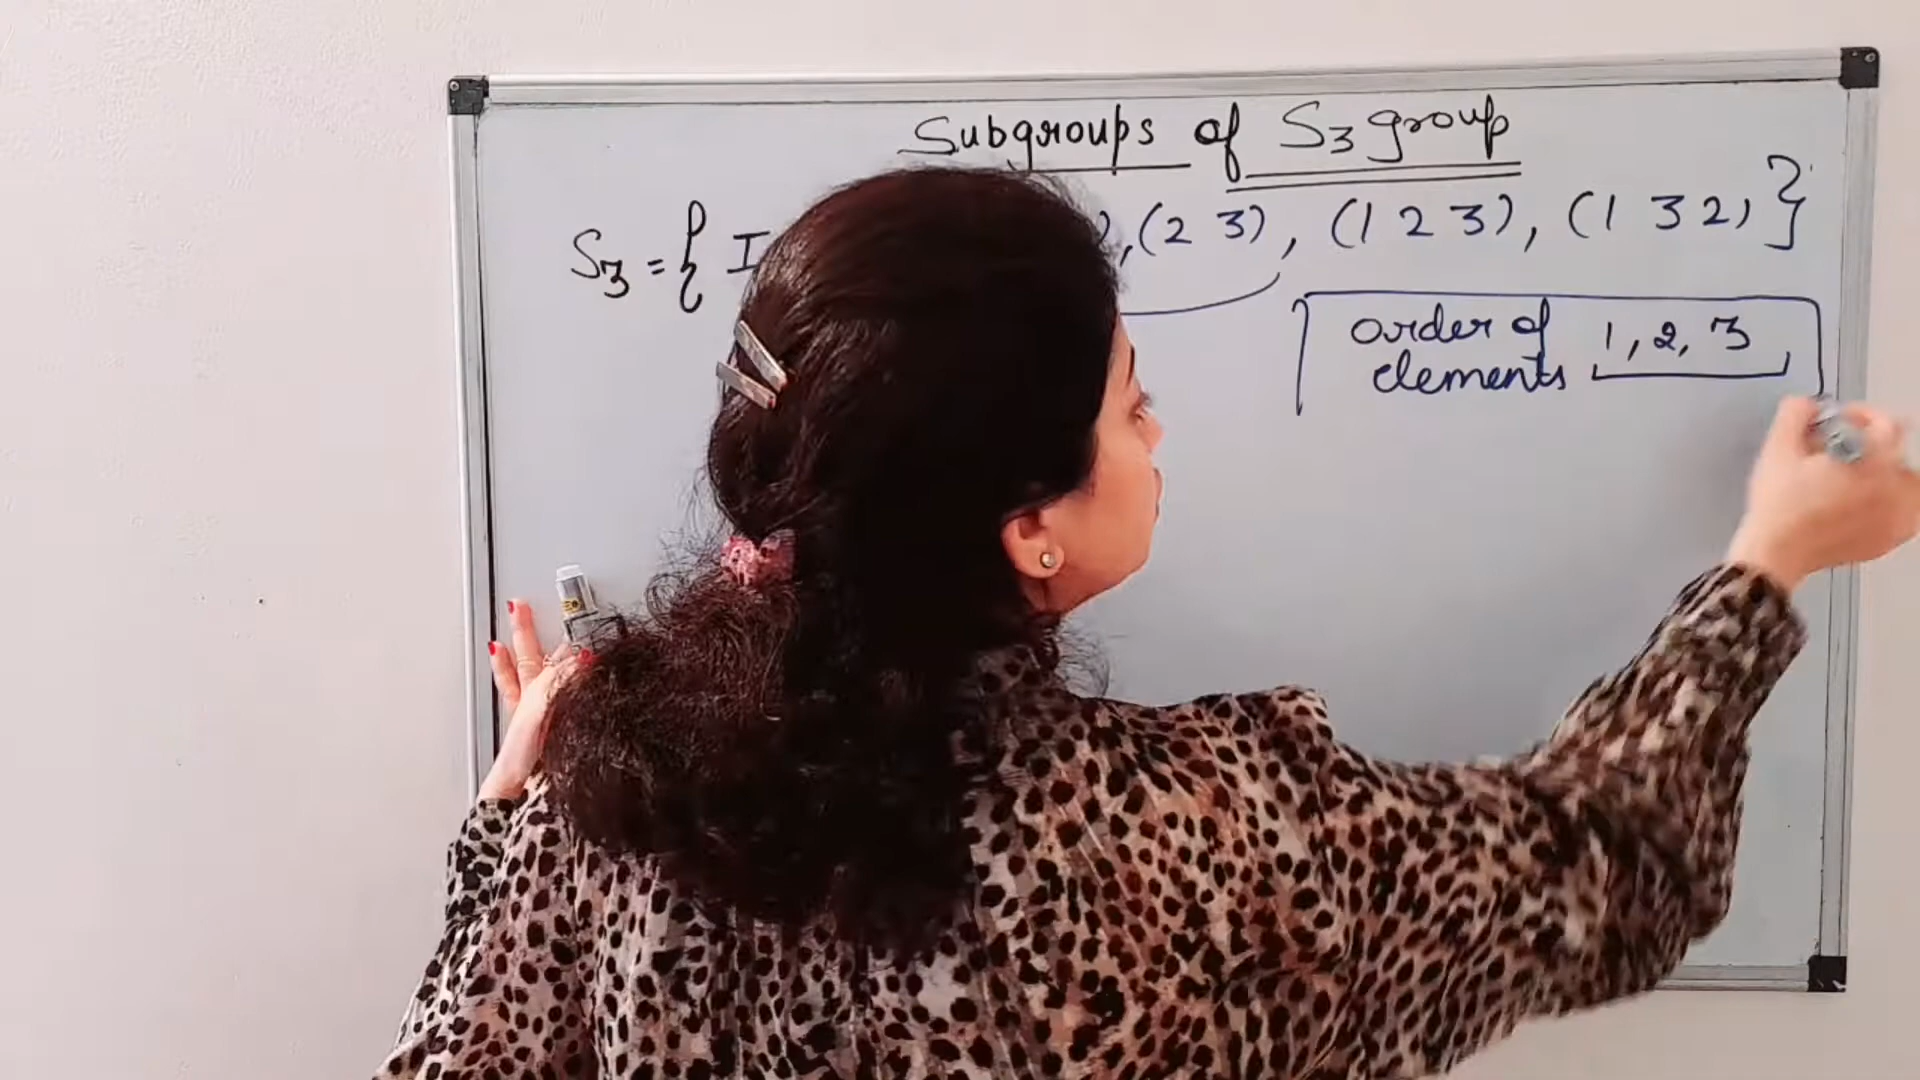 Subgroups of S3 group
S3 = { I ), (2 3), (1 2 3), (1 3 2) }
order of 1, 2, 3
elements